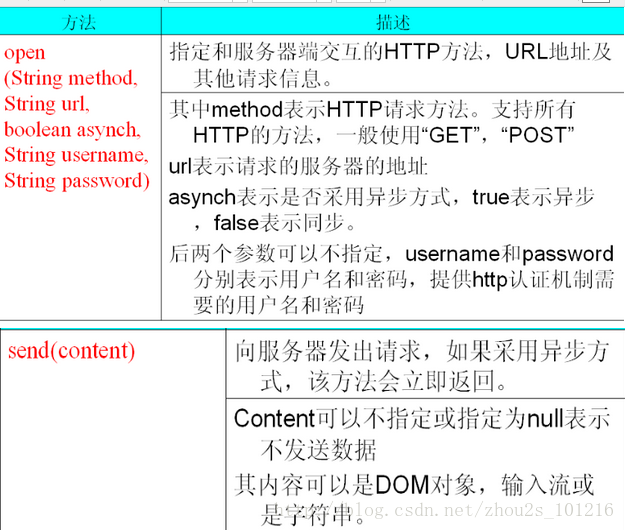 方法
描述
open
(String method,
String url,
boolean asynch,
String username,
String password)
指定和服务器端交互的HTTP方法，URL地址及
其他请求信息。
其中method表示HTTP请求方法。支持所有
HTTP的方法，一般使用“GET”，“POST”
url表示请求的服务器的地址
asynch表示是否采用异步方式，true表示异步
，false表示同步。
后两个参数可以不指定，username和password
分别表示用户名和密码，提供http认证机制需
要的用户名和密码
send(content)
向服务器发出请求，如果采用异步方
式，该方法会立即返回。
Content可以不指定或指定为null表示
不发送数据
其内容可以是DOM对象，输入流或
是字符串。
http://blog.csdn.net/zhou2s_101216